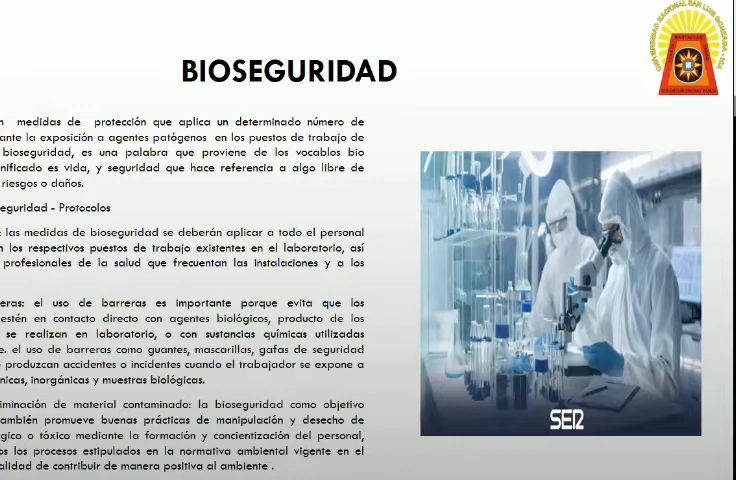 BIOSEGURIDAD
medidas de protección que aplica un determinado número de
ante la exposición a agentes patógenos en los puestos de trabajo de
bioseguridad, es una palabra que proviene de los vocablos bio
nificado es vida, y seguridad que hace referencia a algo libre de
riesgos o daños.
eguridad - Protocolos
: las medidas de bioseguridad se deberán aplicar a todo el personal
n los respectivos puestos de trabajo existentes en el laboratorio, así
profesionales de la salud que frecuentan las instalaciones y a los
eras: el uso de barreras es importante porque evita que los
estén en contacto directo con agentes biológicos, producto de los
se realizan en laboratorio, o con sustancias químicas utilizadas
e. el uso de barreras como guantes, mascarillas, gafas de seguridad
produzcan accidentes o incidentes cuando el trabajador se expone a
nicas, inorgánicas y muestras biológicas.
iminación de material contaminado: la bioseguridad como objetivo
ambién promueve buenas prácticas de manipulación y desecho de
gico o tóxico mediante la formación y concientización del personal,
os los procesos estipulados en la normativa ambiental vigente en el
alidad de contribuir de manera positiva al ambiente .
UNIVERSIDAD NACIONAL SAN LUIS GONZAGA - ICA
SER